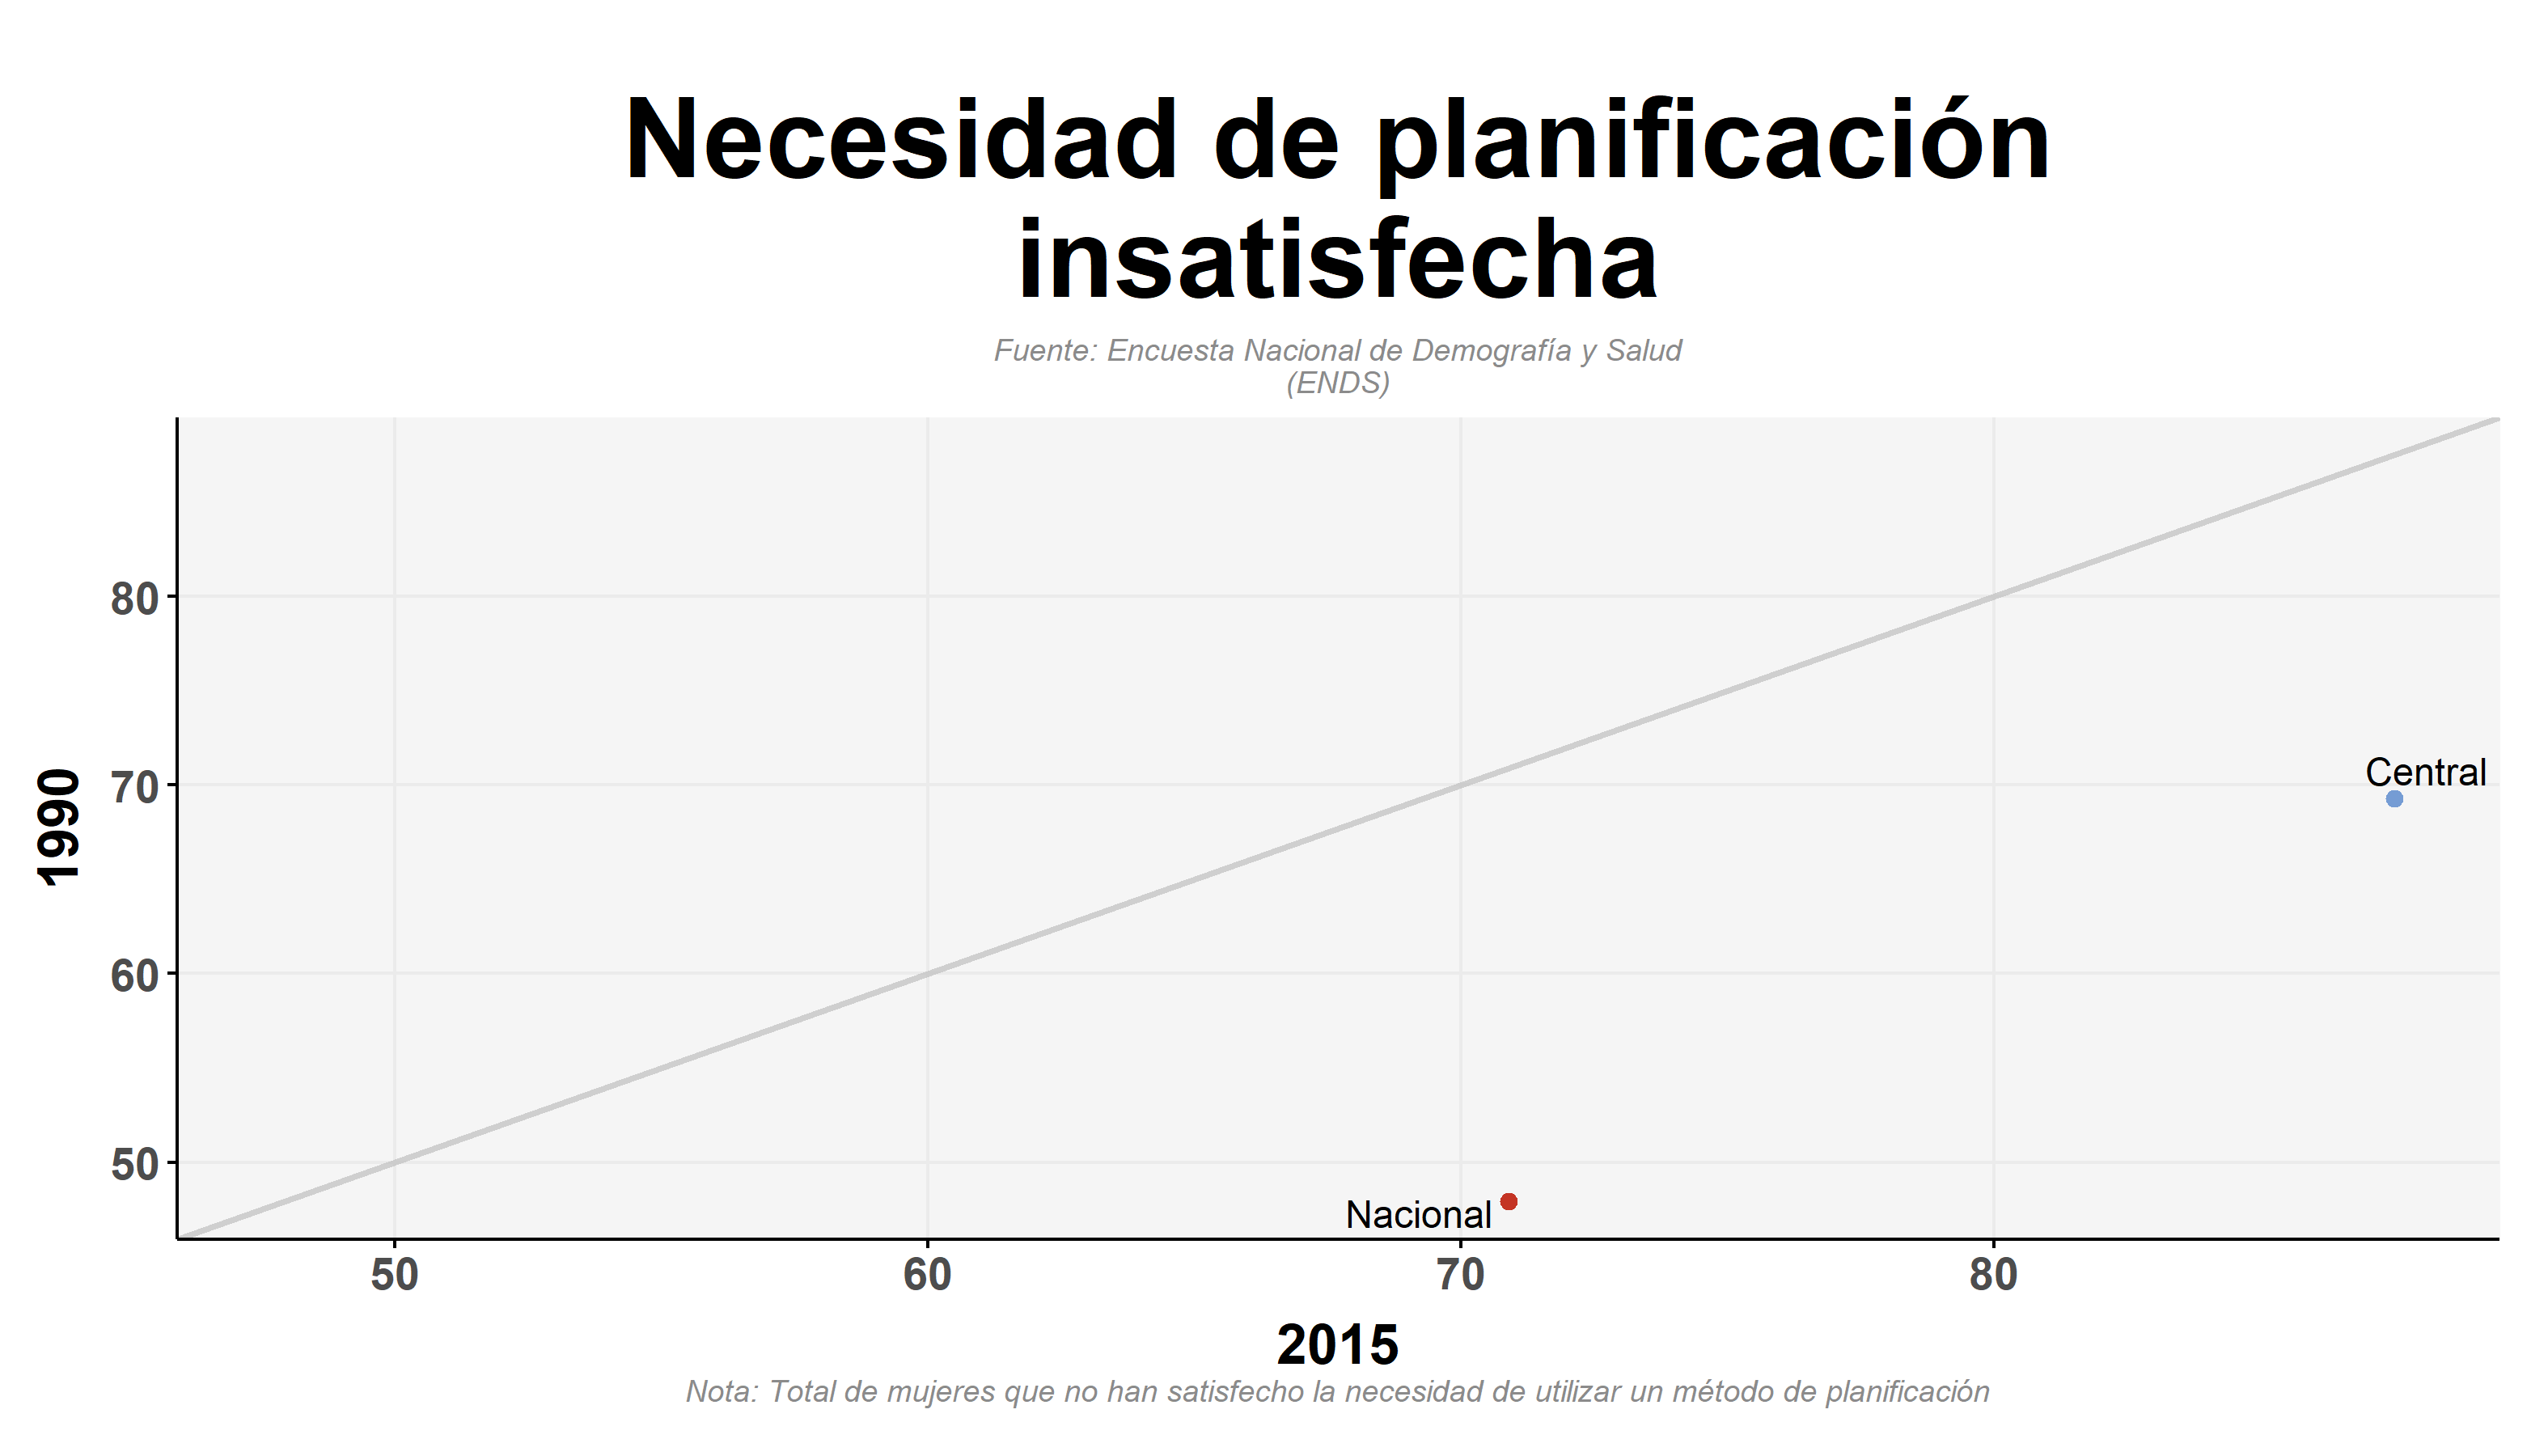 Necesidad de planificación
insatisfecha
Fuente: Encuesta Nacional de Demografía y Salud
(ENDS)
80
70
60
50
1990
Central
Nacional
50 60 70 80
2015
Nota: Total de mujeres que no han satisfecho la necesidad de utilizar un método de planificación